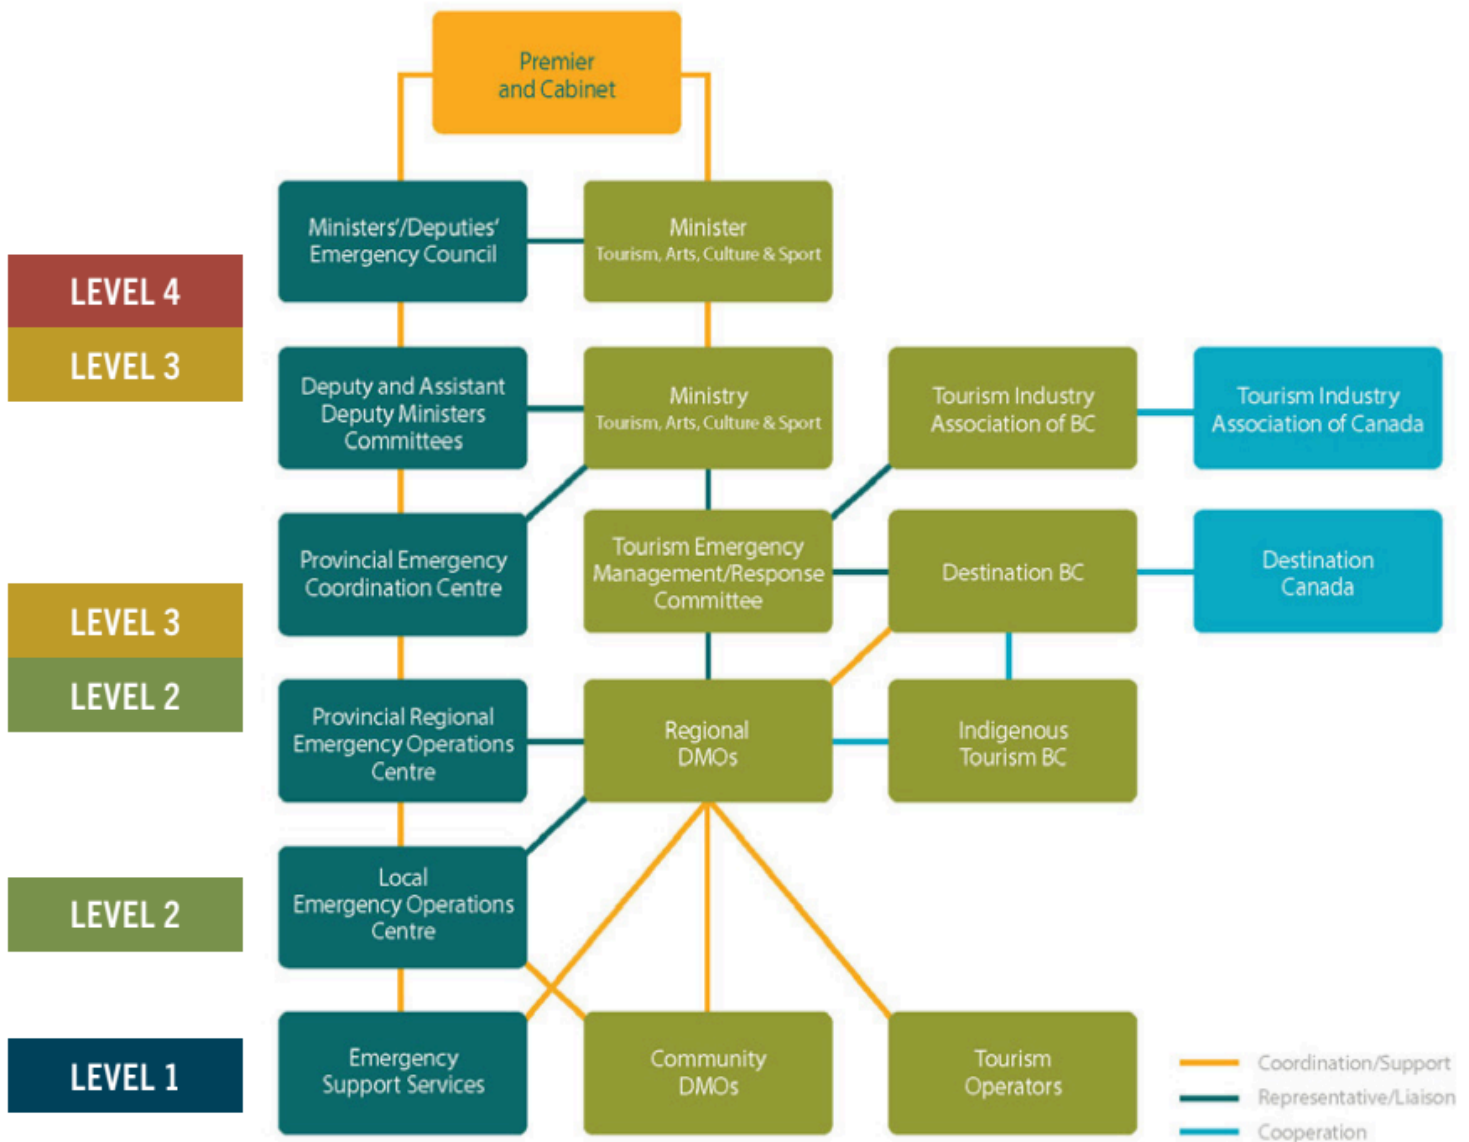 Premier
and Cabinet
Ministers'/Deputies'
Emergency Council
Minister
Tourism, Arts, Culture & Sport
LEVEL 4
LEVEL 3
Deputy and Assistant
Deputy Ministers
Committees
Ministry
Tourism, Arts, Culture & Sport
Tourism Industry
Association of BC
Tourism Industry
Association of Canada
Provincial Emergency
Coordination Centre
Tourism Emergency
Management/Response
Committee
Destination BC
Destination
Canada
LEVEL 3
LEVEL 2
Provincial Regional
Emergency Operations
Centre
Regional
DMOs
Indigenous
Tourism BC
LEVEL 2
Local
Emergency Operations
Centre
LEVEL 1
Emergency
Support Services
Community
DMOs
Tourism
Operators
Coordination/Support
Representative/Liaison
Cooperation